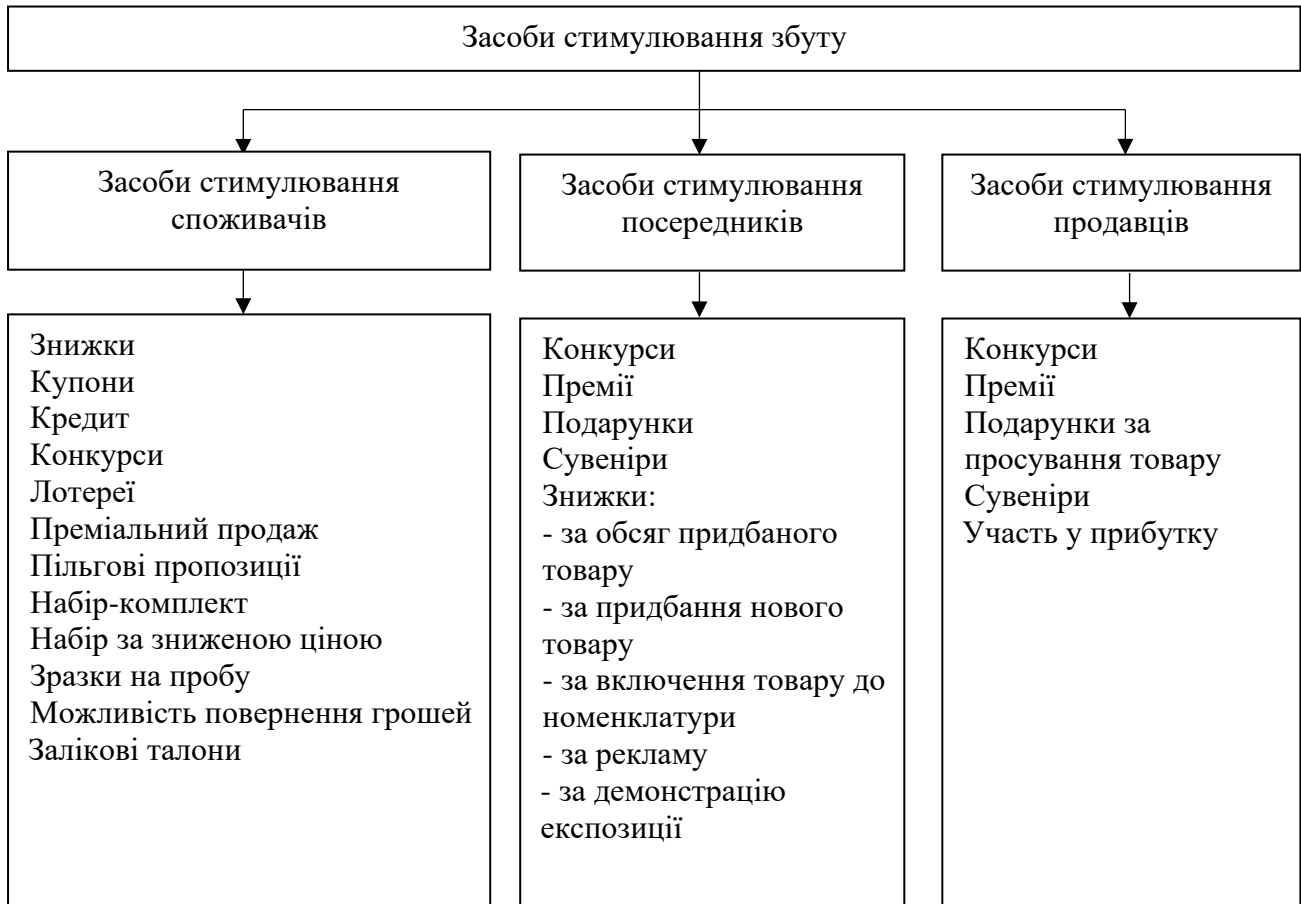 Засоби стимулювання збуту
Засоби стимулювання
споживачів
Засоби стимулювання
посередників
Засоби стимулювання
продавців
Знижки
Купони
Кредит
Конкурси
Лотереї
Преміальний продаж
Пільгові пропозиції
Набір-комплект
Набір за зниженою ціною
Зразки на пробу
Можливість повернення грошей
Залікові талони
Конкурси
Премії
Подарунки
Сувеніри
Знижки:
- за обсяг придбаного
товару
- за придбання нового
товару
- за включення товару до
номенклатури
- за рекламу
- за демонстрацію
експозиції
Конкурси
Премії
Подарунки за
просування товару
Сувеніри
Участь у прибутку